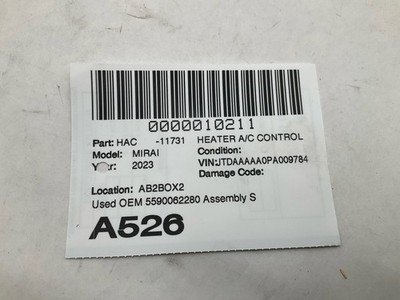 0000010211
Part: HAC -11731 HEATER A/C CONTROL
Model: MIRAI Condition:
Year: 2023 VIN:JTDAAAAA0PA009784
Damage Code:
Location: AB2BOX2
Used OEM 5590062280 Assembly S
A526